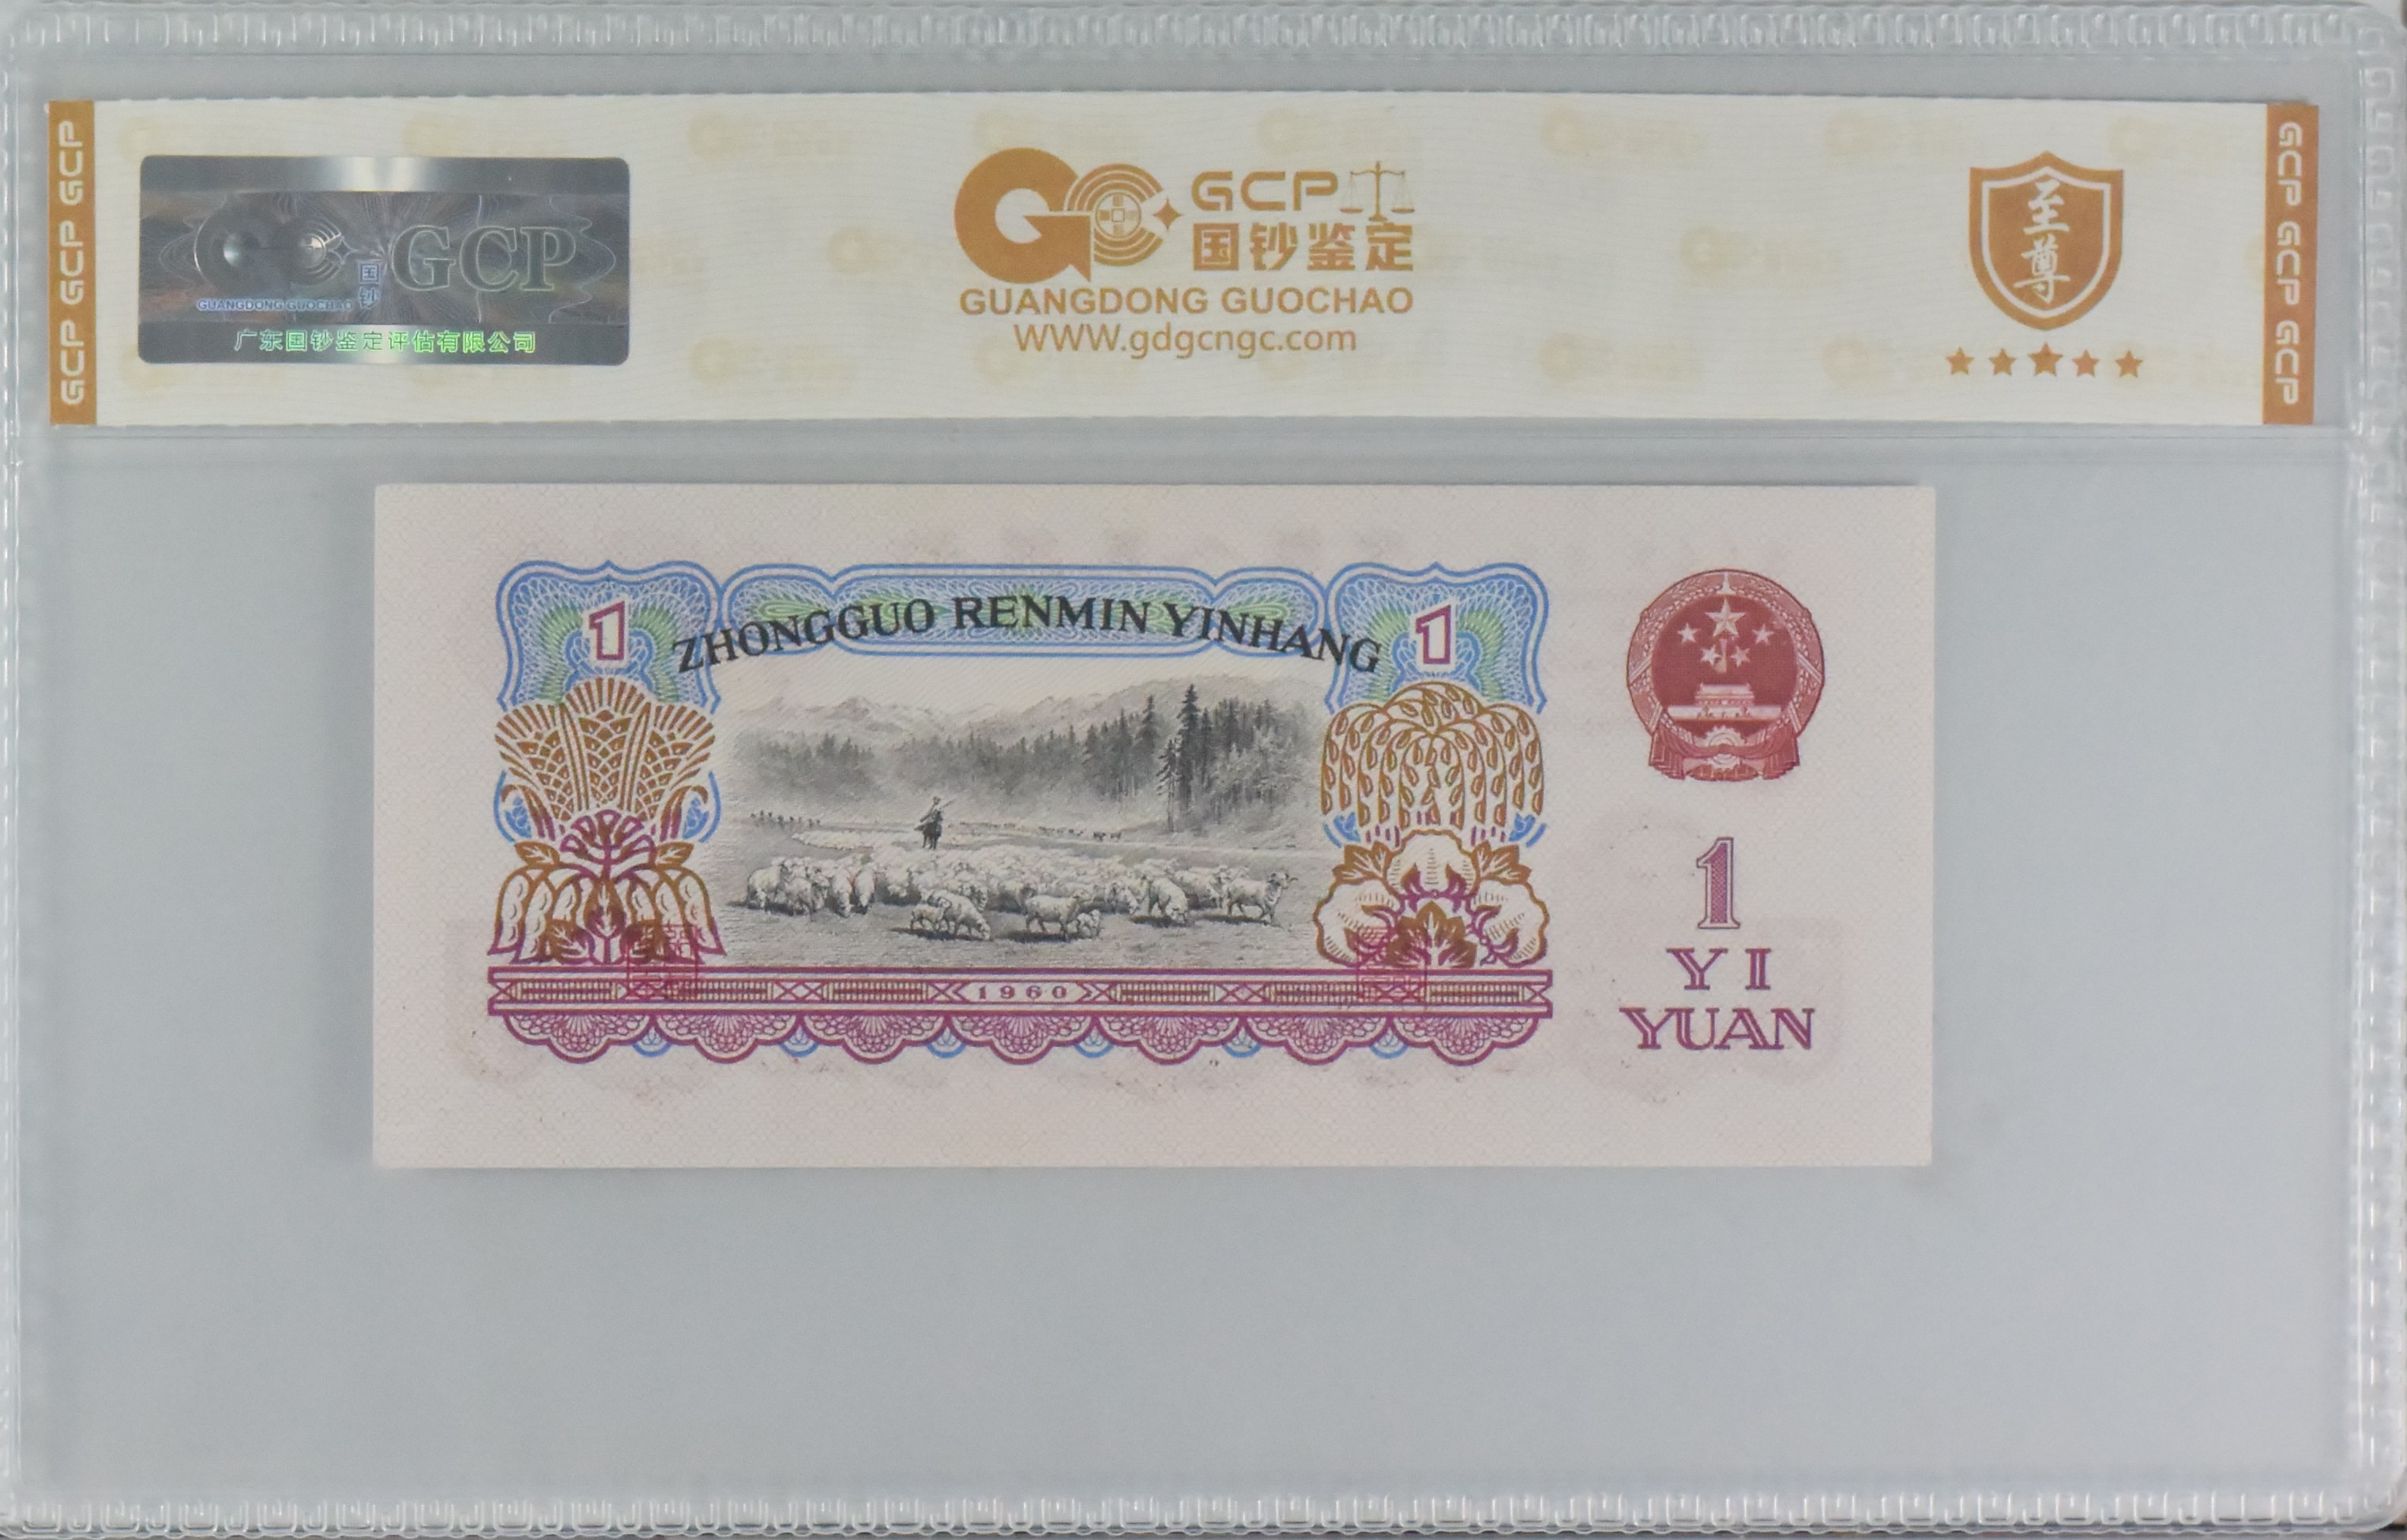 GCP GCP GCP
国
钞
GCP
GUANGDONG GUOCHAO
广东国钞鉴定评估有限公司
GCP
国钞鉴定
GUANGDONG GUOCHAO
WWW.gdgcngc.com
至
尊
GCP GCP GCP
1
ZHONGGUO RENMIN YINHANG
1
1960
1
YI
YUAN